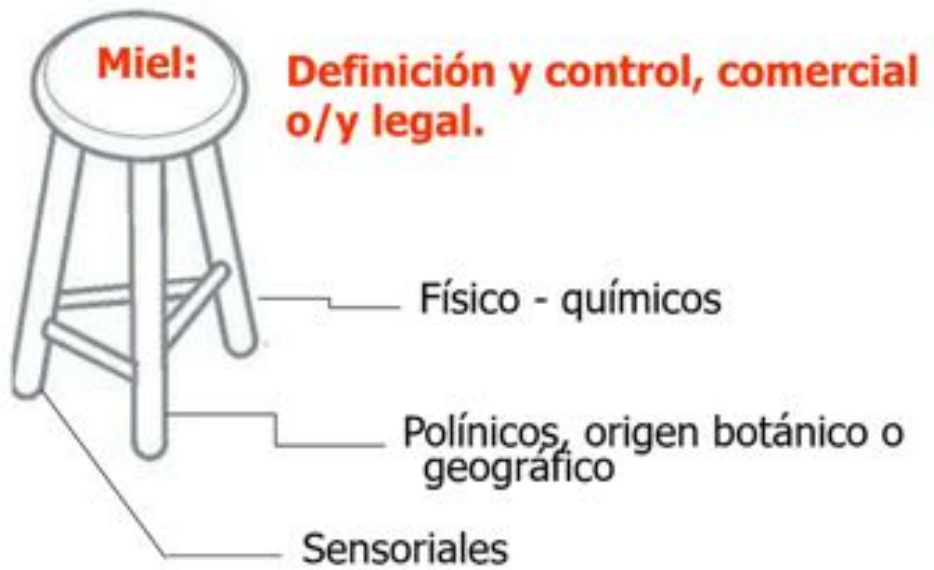 Miel:
Definición y control, comercial
o/y legal.
Físico - químicos
Polínicos, origen botánico o
geográfico
Sensoriales